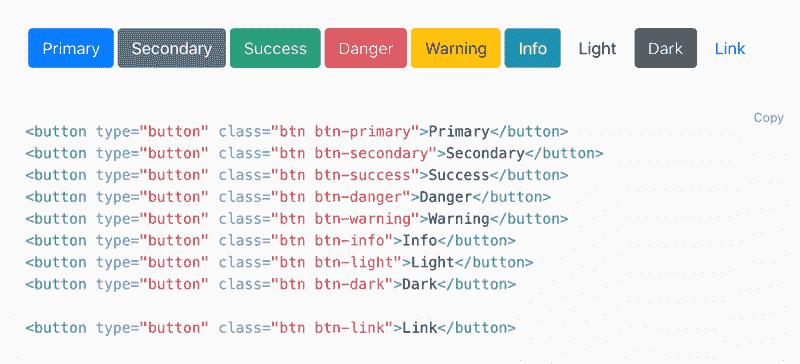 Primary Secondary Success Danger Warning Info Light Dark Link
Copy
<button type="button" class="btn btn-primary">Primary</button>
<button type="button" class="btn btn-secondary">Secondary</button>
<button type="button" class="btn btn-success">Success</button>
<button type="button" class="btn btn-danger">Danger</button>
<button type="button" class="btn btn-warning">Warning</button>
<button type="button" class="btn btn-info">Info</button>
<button type="button" class="btn btn-light">Light</button>
<button type="button" class="btn btn-dark">Dark</button>
<button type="button" class="btn btn-link">Link</button>